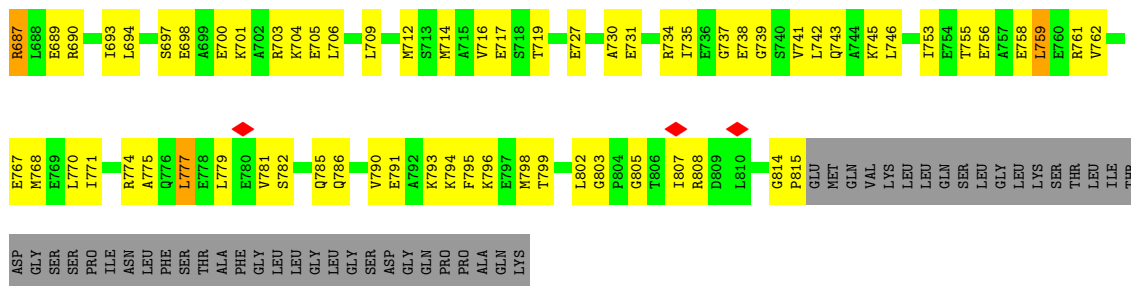 R687 L688 E689 R690 I693 L694 S697 E698 A699 E700 K701 A702 R703 K704 E705 L706 L709 M712 S713 M714 A715 V716 E717 S718 T719 E727 A730 E731 R734 I735 E736 G737 E738 G739 S740 V741 L742 Q743 A744 K745 L746 I753 E754 T755 E756 A757 E758 L759 E760 R761 V762
E767 M768 E769 L770 I771 R774 A775 Q776 L777 E778 L779 E780 V781 S782 Q785 Q786 V790 E791 A792 K793 K794 F795 K796 E797 M798 T799 L802 G803 P804 G805 T806 I807 R808 D809 L810 G814 P815 GLU MET GLN VAL LYS LEU LEU GLN SER LEU GLY LEU LYS SER THR LEU ILE THR
ASP GLY SER SER PRO ILE ASN LEU PHE SER THR ALA PHE GLY LEU LEU GLY LEU GLY SER ASP GLY GLN PRO PRO ALA GLN LYS